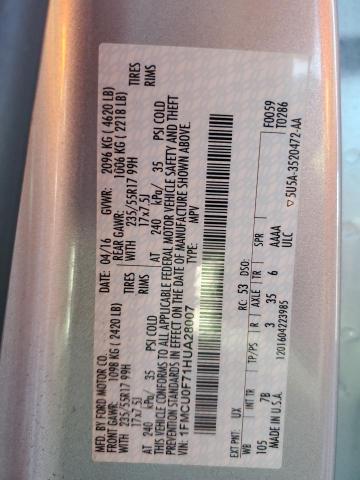 MFD. BY FORD MOTOR CO.
DATE: 04/16 GVWR: 2096 KG ( 4620 LB)
FRONT GAWR: 1098 KG ( 2420 LB) REAR GAWR: 1006 KG ( 2218 LB)
WITH 235/55R17 99H TIRES WITH 235/55R17 99H TIRES
17x7.5J RIMS 17x7.5J RIMS
AT 240 kPa/ 35 PSI COLD AT 240 kPa/ 35 PSI COLD
THIS VEHICLE CONFORMS TO ALL APPLICABLE FEDERAL MOTOR VEHICLE SAFETY AND THEFT
PREVENTION STANDARDS IN EFFECT ON THE DATE OF MANUFACTURE SHOWN ABOVE.
VIN: 1FMCU0F71HUA28007 TYPE: MPV
F0059
T0286
EXT PNT: UX RC: 53 DSO:
WB INT TR TP/PS R AXLE TR SPR
105 7B 3 35 6 AAAA
MADE IN U.S.A. ULC
1201604223985
5U5A-3520472-AA